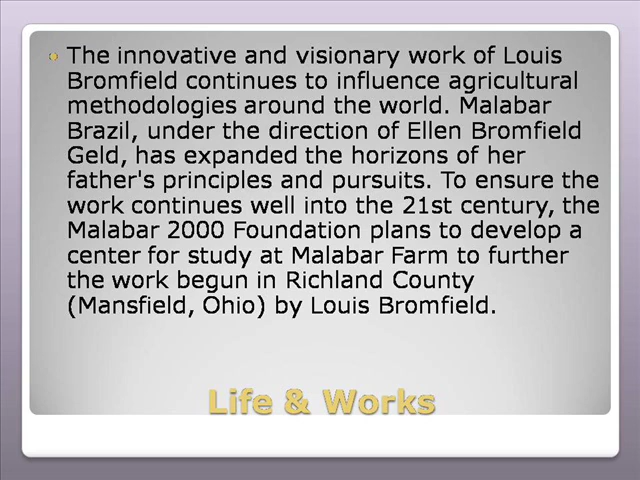 The innovative and visionary work of Louis
Bromfield continues to influence agricultural
methodologies around the world. Malabar
Brazil, under the direction of Ellen Bromfield
Geld, has expanded the horizons of her
father's principles and pursuits. To ensure the
work continues well into the 21st century, the
Malabar 2000 Foundation plans to develop a
center for study at Malabar Farm to further
the work begun in Richland County
(Mansfield, Ohio) by Louis Bromfield.
Life & Works